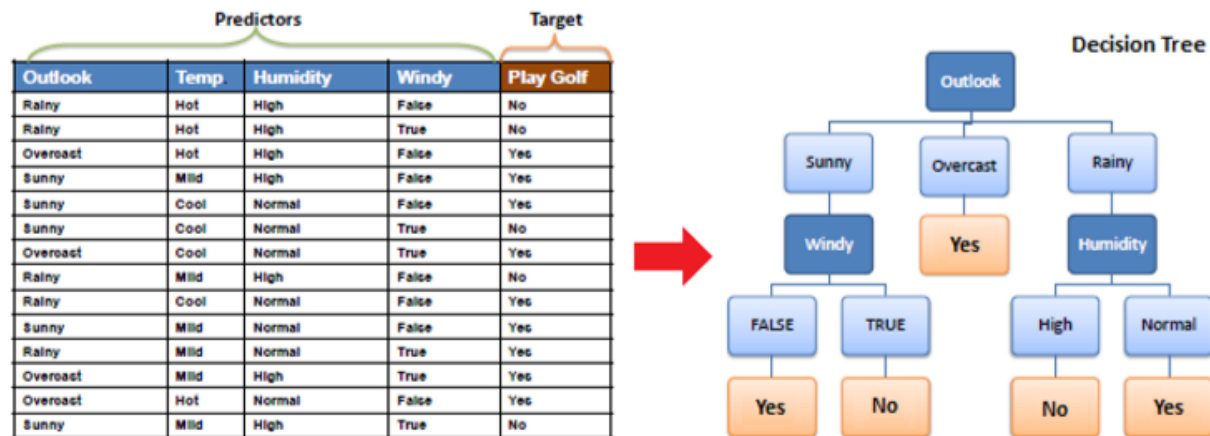 Predictors Target
Outlook Temp. Humidity Windy Play Golf
Rainy Hot High False No
Rainy Hot High True No
Overcast Hot High False Yes
Sunny Mild High False Yes
Sunny Cool Normal False Yes
Sunny Cool Normal True No
Overcast Cool Normal True Yes
Rainy Mild High False No
Rainy Cool Normal False Yes
Sunny Mild Normal False Yes
Rainy Mild Normal True Yes
Overcast Mild High True Yes
Overcast Hot Normal False Yes
Sunny Mild High True No
Decision Tree
Outlook
Sunny Overcast Rainy
Windy Yes Humidity
FALSE TRUE High Normal
Yes No No Yes